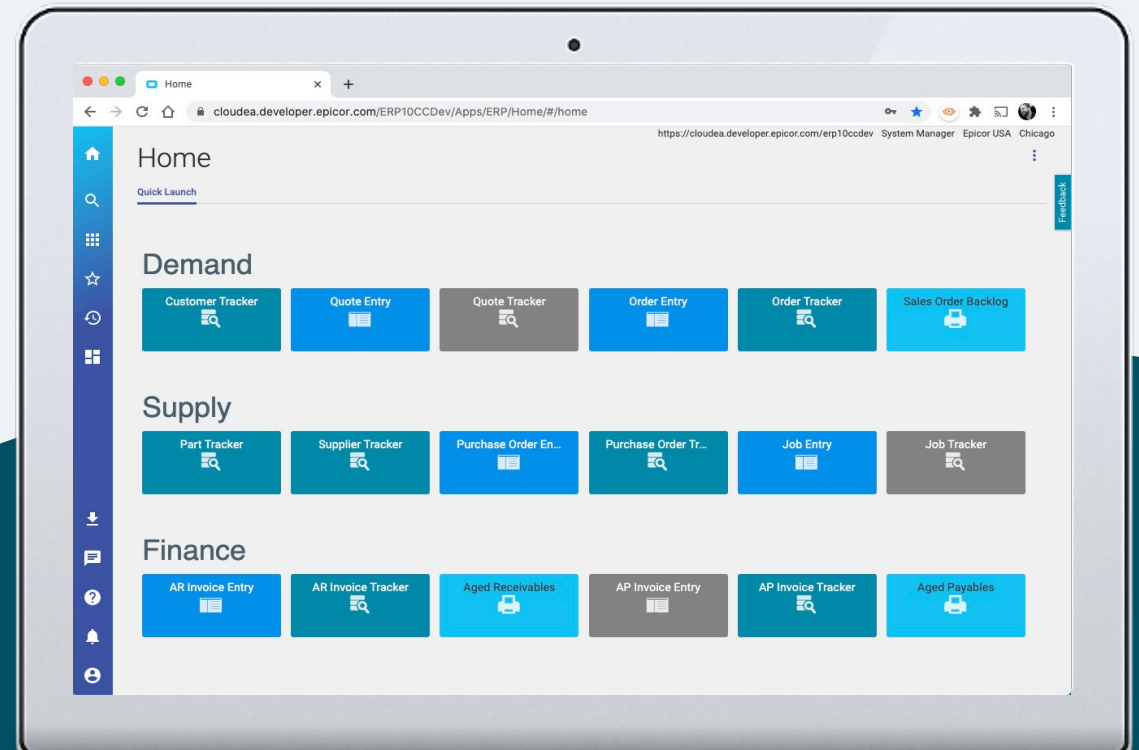 Home
cloudea.developer.epicor.com/ERP10CCDev/Apps/ERP/Home/#/home
https://cloudea.developer.epicor.com/erp10ccdev System Manager Epicor USA Chicago
Home
Feedback
Quick Launch
Demand
Customer Tracker Quote Entry Quote Tracker Order Entry Order Tracker Sales Order Backlog
Supply
Part Tracker Supplier Tracker Purchase Order En... Purchase Order Tr... Job Entry Job Tracker
Finance
AR Invoice Entry AR Invoice Tracker Aged Receivables AP Invoice Entry AP Invoice Tracker Aged Payables